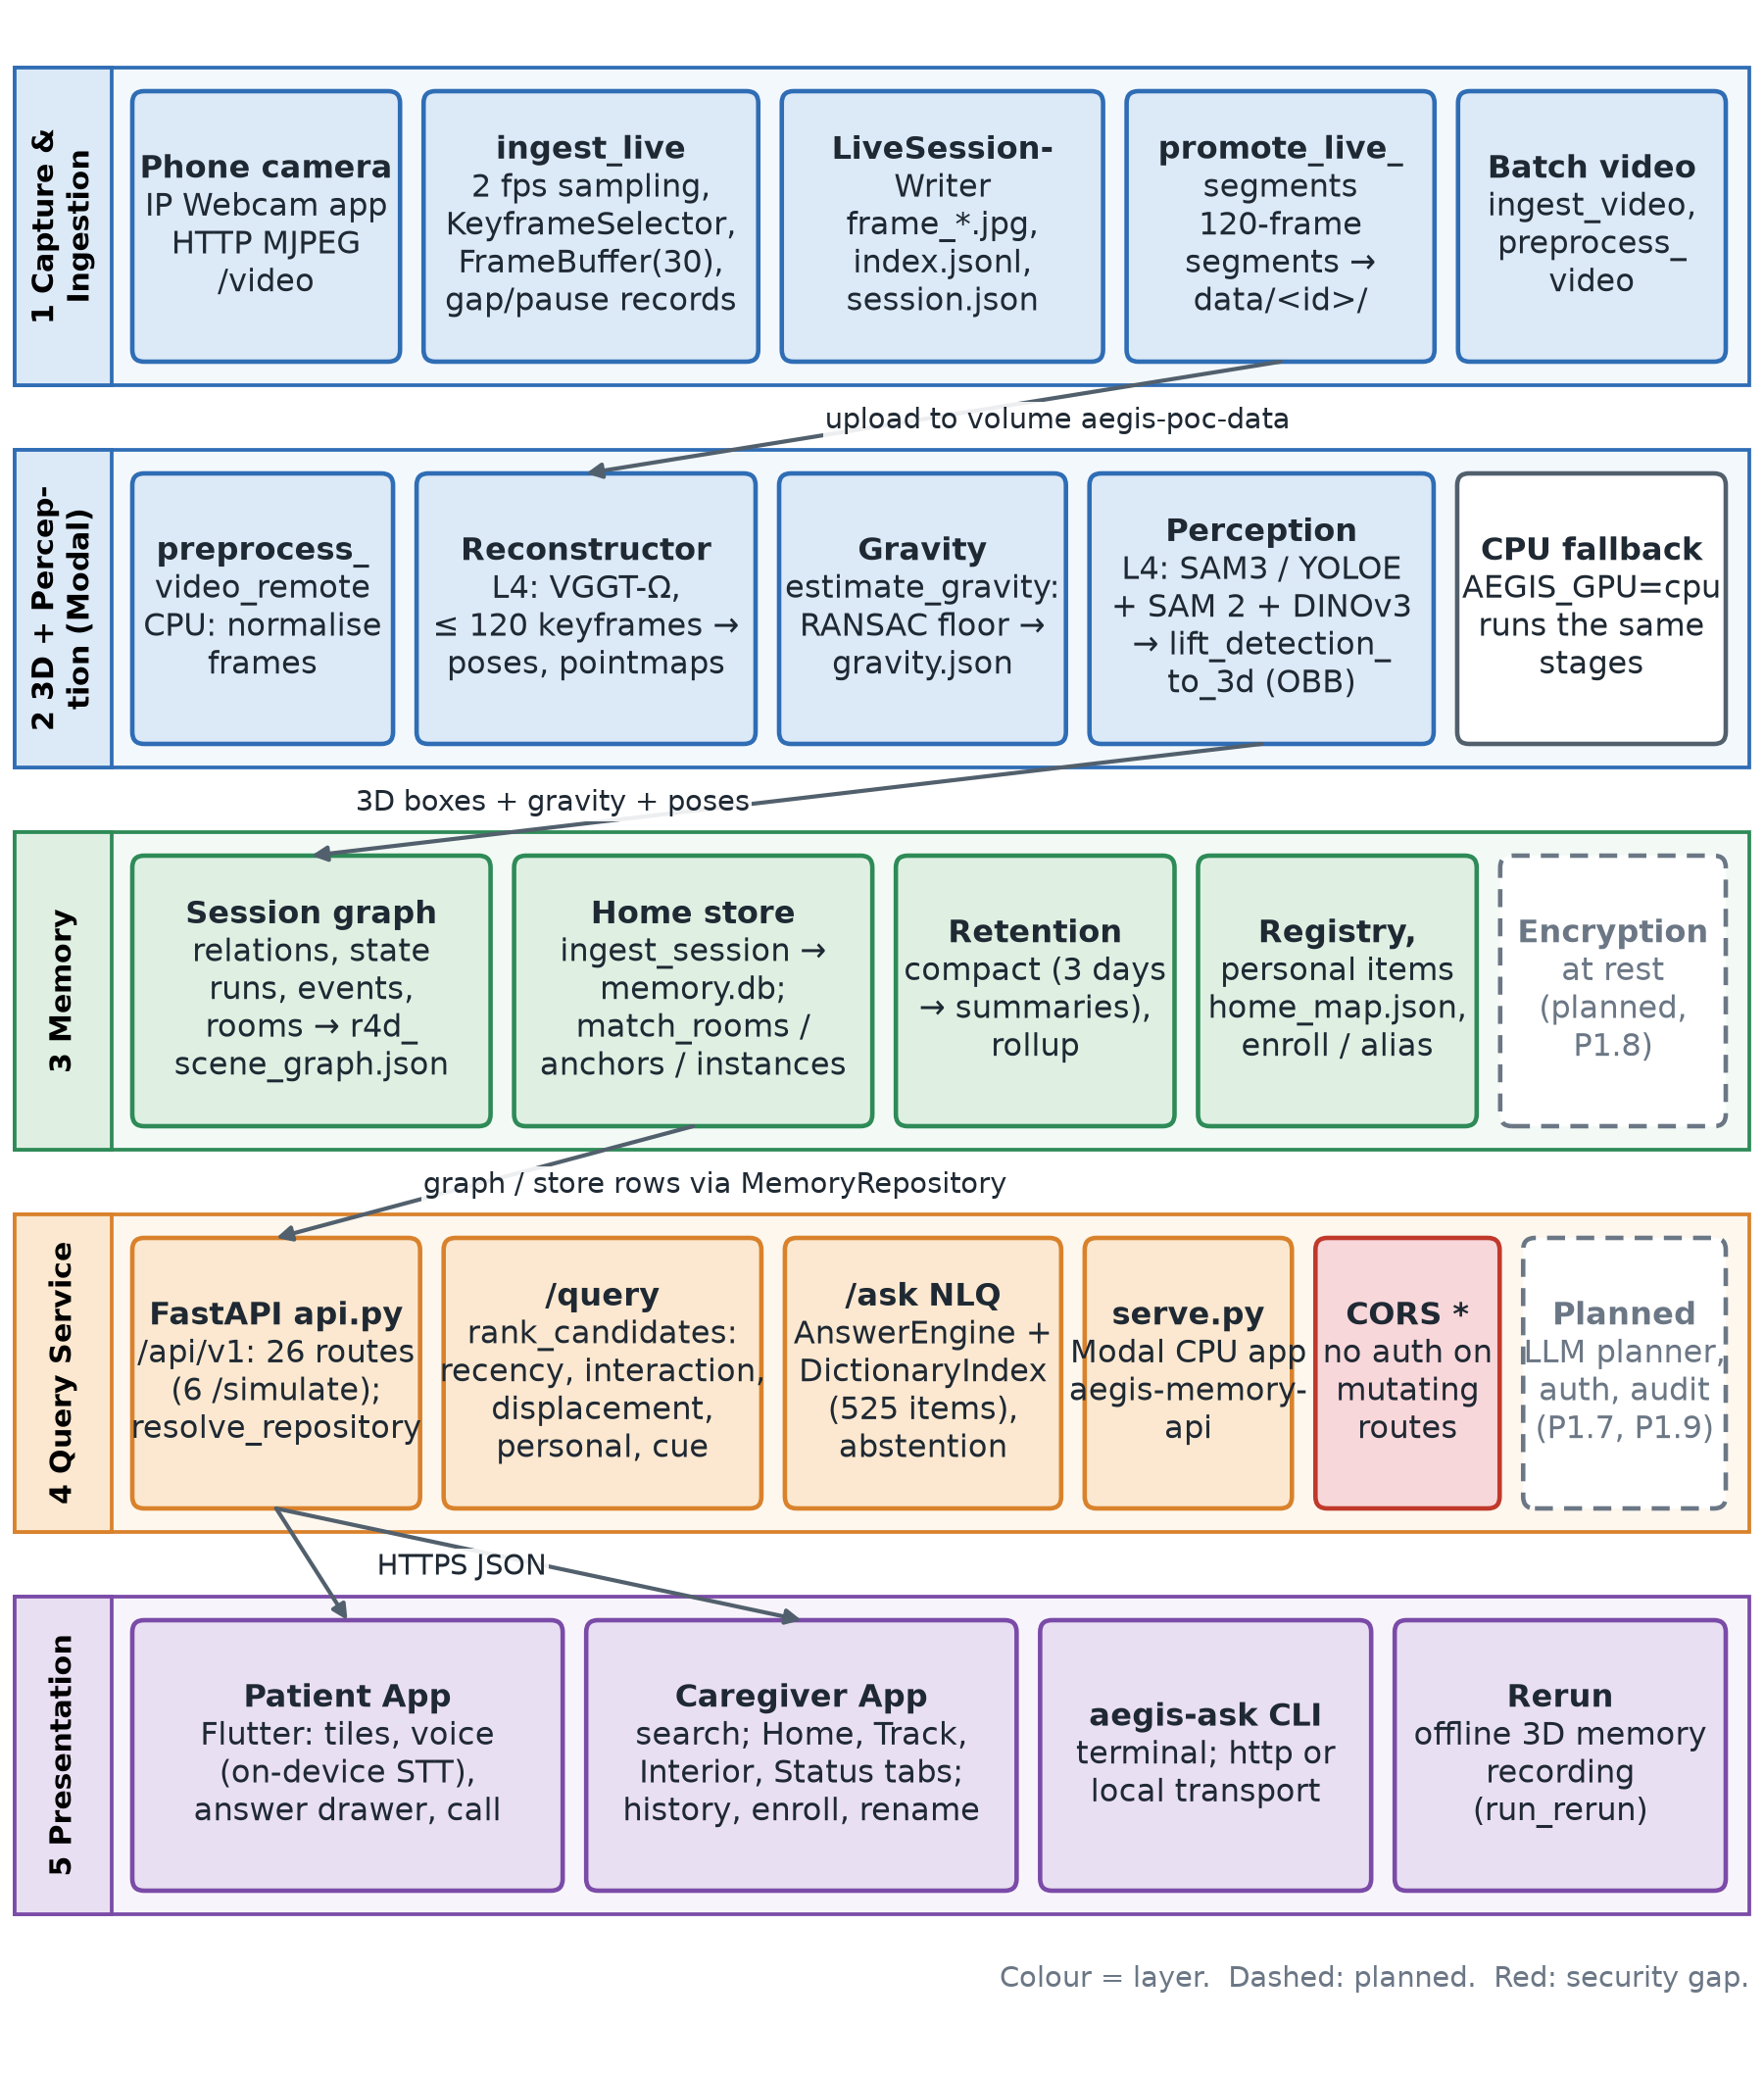 1 Capture &
Ingestion
Phone camera
IP Webcam app
HTTP MJPEG
/video
ingest_live
2 fps sampling,
KeyframeSelector,
FrameBuffer(30),
gap/pause records
LiveSession-
Writer
frame_*.jpg,
index.jsonl,
session.json
promote_live_
segments
120-frame
segments →
data/<id>/
Batch video
ingest_video,
preprocess_
video
upload to volume aegis-poc-data
2 3D + Percep-
tion (Modal)
preprocess_
video_remote
CPU: normalise
frames
Reconstructor
L4: VGGT-Ω,
≤ 120 keyframes →
poses, pointmaps
Gravity
estimate_gravity:
RANSAC floor →
gravity.json
Perception
L4: SAM3 / YOLOE
+ SAM 2 + DINOv3
→ lift_detection_
to_3d (OBB)
CPU fallback
AEGIS_GPU=cpu
runs the same
stages
3D boxes + gravity + poses
3 Memory
Session graph
relations, state
runs, events,
rooms → r4d_
scene_graph.json
Home store
ingest_session →
memory.db;
match_rooms /
anchors / instances
Retention
compact (3 days
→ summaries),
rollup
Registry,
personal items
home_map.json,
enroll / alias
Encryption
at rest
(planned,
P1.8)
graph / store rows via MemoryRepository
4 Query Service
FastAPI api.py
/api/v1: 26 routes
(6 /simulate);
resolve_repository
/query
rank_candidates:
recency, interaction,
displacement,
personal, cue
/ask NLQ
AnswerEngine +
DictionaryIndex
(525 items),
abstention
serve.py
Modal CPU app
aegis-memory-
api
CORS *
no auth on
mutating
routes
Planned
LLM planner,
auth, audit
(P1.7, P1.9)
HTTPS JSON
5 Presentation
Patient App
Flutter: tiles, voice
(on-device STT),
answer drawer, call
Caregiver App
search; Home, Track,
Interior, Status tabs;
history, enroll, rename
aegis-ask CLI
terminal; http or
local transport
Rerun
offline 3D memory
recording
(run_rerun)
Colour = layer.  Dashed: planned.  Red: security gap.